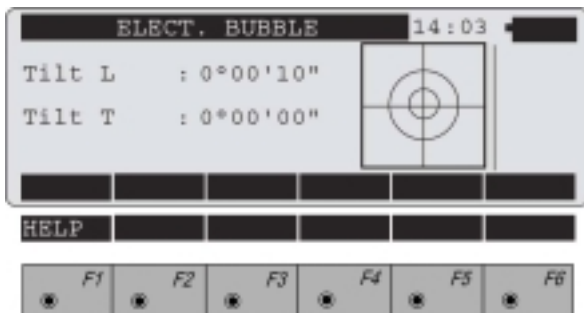 ELECT. BUBBLE 14:03
Tilt L : 0°00'10"
Tilt T : 0°00'00"
HELP
F1 F2 F3 F4 F5 F6